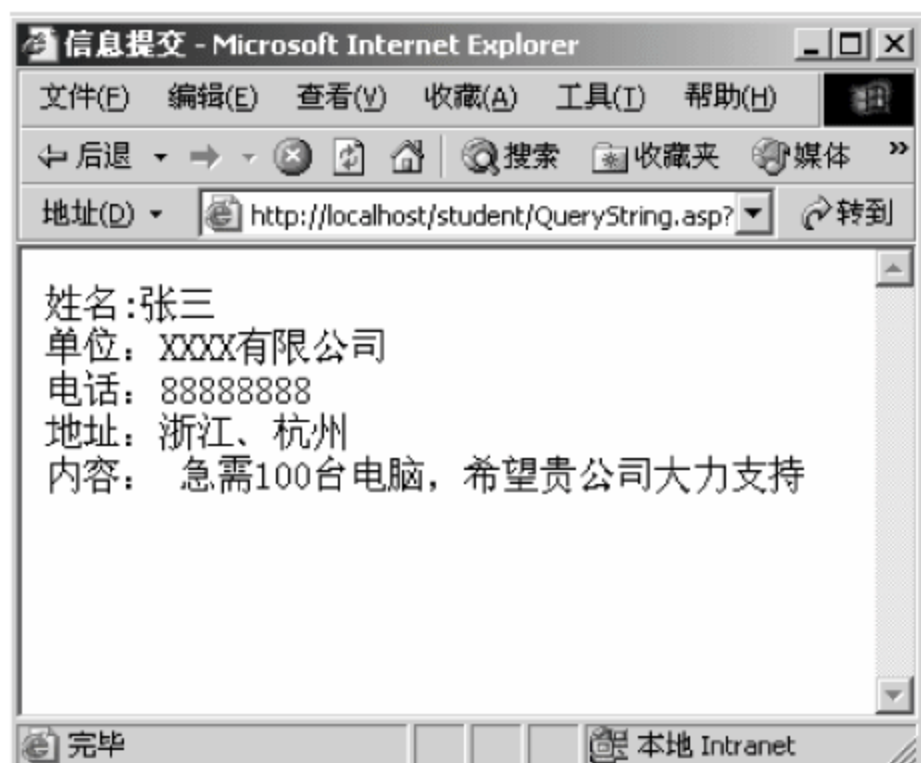 信息提交 - Microsoft Internet Explorer
文件(F) 编辑(E) 查看(V) 收藏(A) 工具(T) 帮助(H)
后退 搜索 收藏夹 媒体 »
地址(D) http://localhost/student/QueryString.asp? 转到
姓名:张三
单位：XXXX有限公司
电话：88888888
地址：浙江、杭州
内容： 急需100台电脑，希望贵公司大力支持
完毕 本地 Intranet